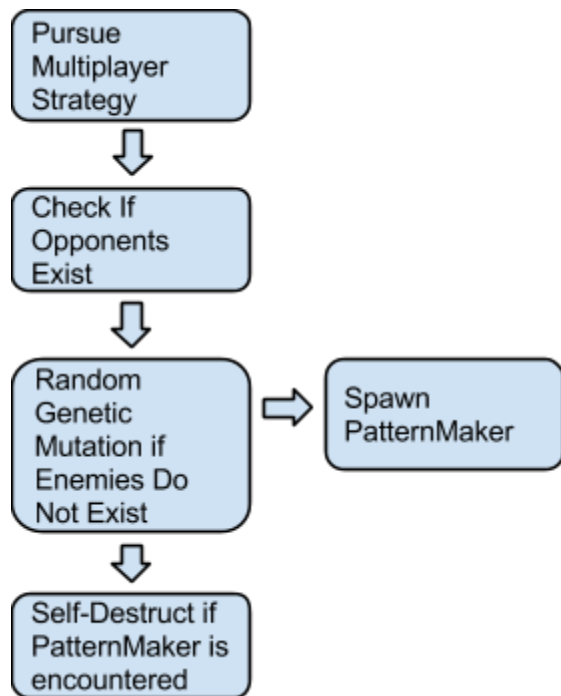 Pursue
Multiplayer
Strategy
Check If
Opponents
Exist
Random
Genetic
Mutation if
Enemies Do
Not Exist
Spawn
PatternMaker
Self-Destruct if
PatternMaker is
encountered